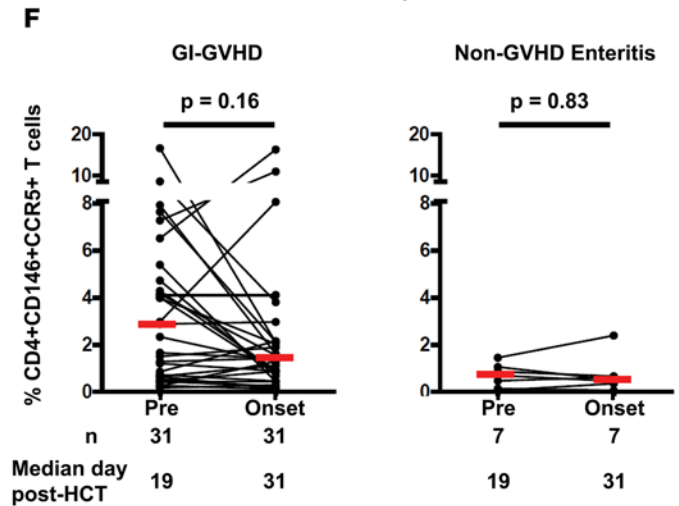 F
GI-GVHD
Non-GVHD Enteritis
p = 0.16
p = 0.83
% CD4+CD146+CCR5+ T cells
20
10
8
6
4
2
0
20
10
8
6
4
2
0
Pre Onset
Pre Onset
n 31 31 7 7
Median day
post-HCT 19 31 19 31